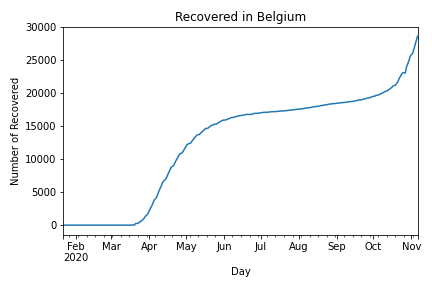 Recovered in Belgium
Number of Recovered
30000
25000
20000
15000
10000
5000
0
Feb Mar Apr May Jun Jul Aug Sep Oct Nov
2020
Day